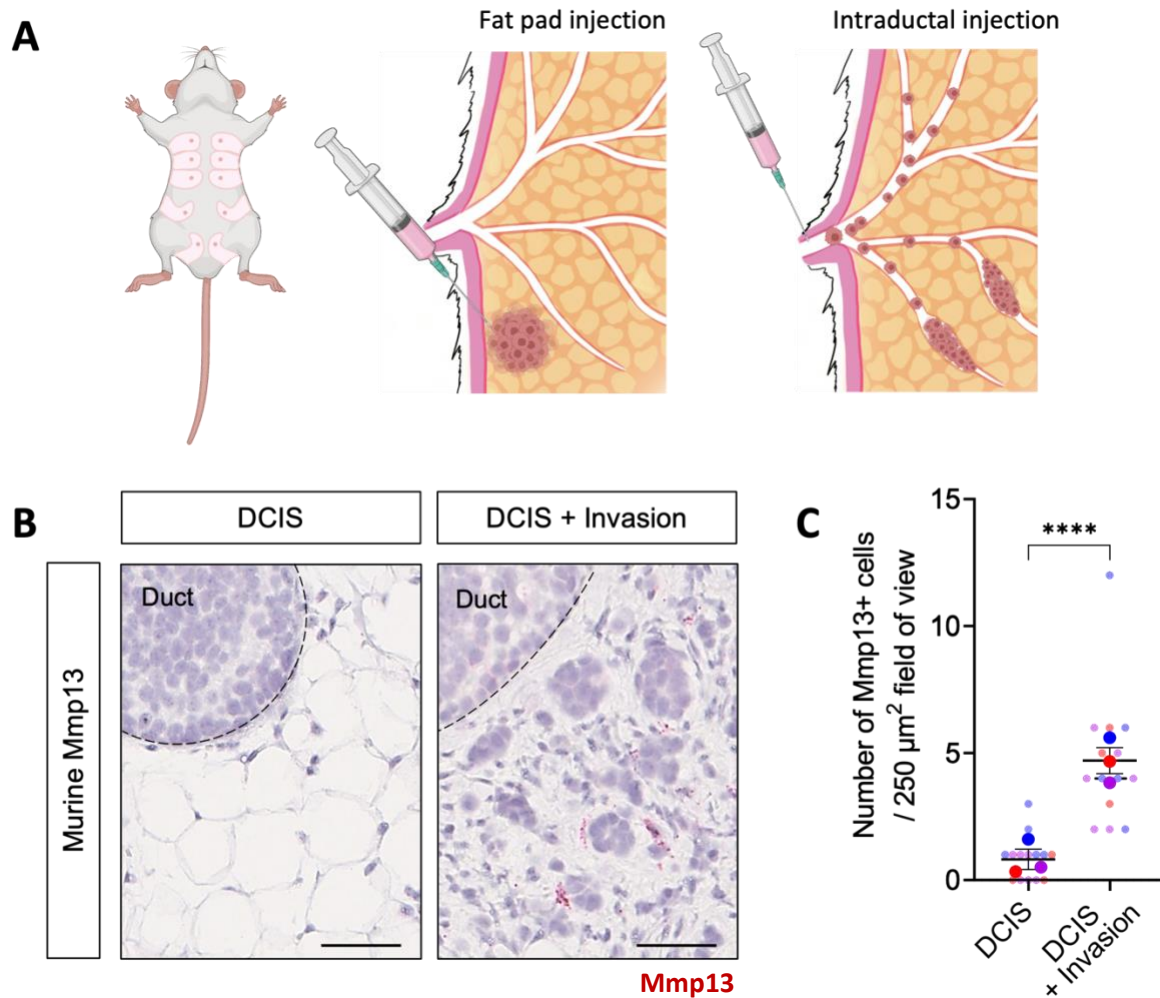 A
Fat pad injection
Intraductal injection
B
DCIS
DCIS + Invasion
Murine Mmp13
Duct
Duct
Mmp13
C
Number of Mmp13+ cells
/ 250 µm² field of view
15
10
5
0
****
DCIS
DCIS
+ Invasion